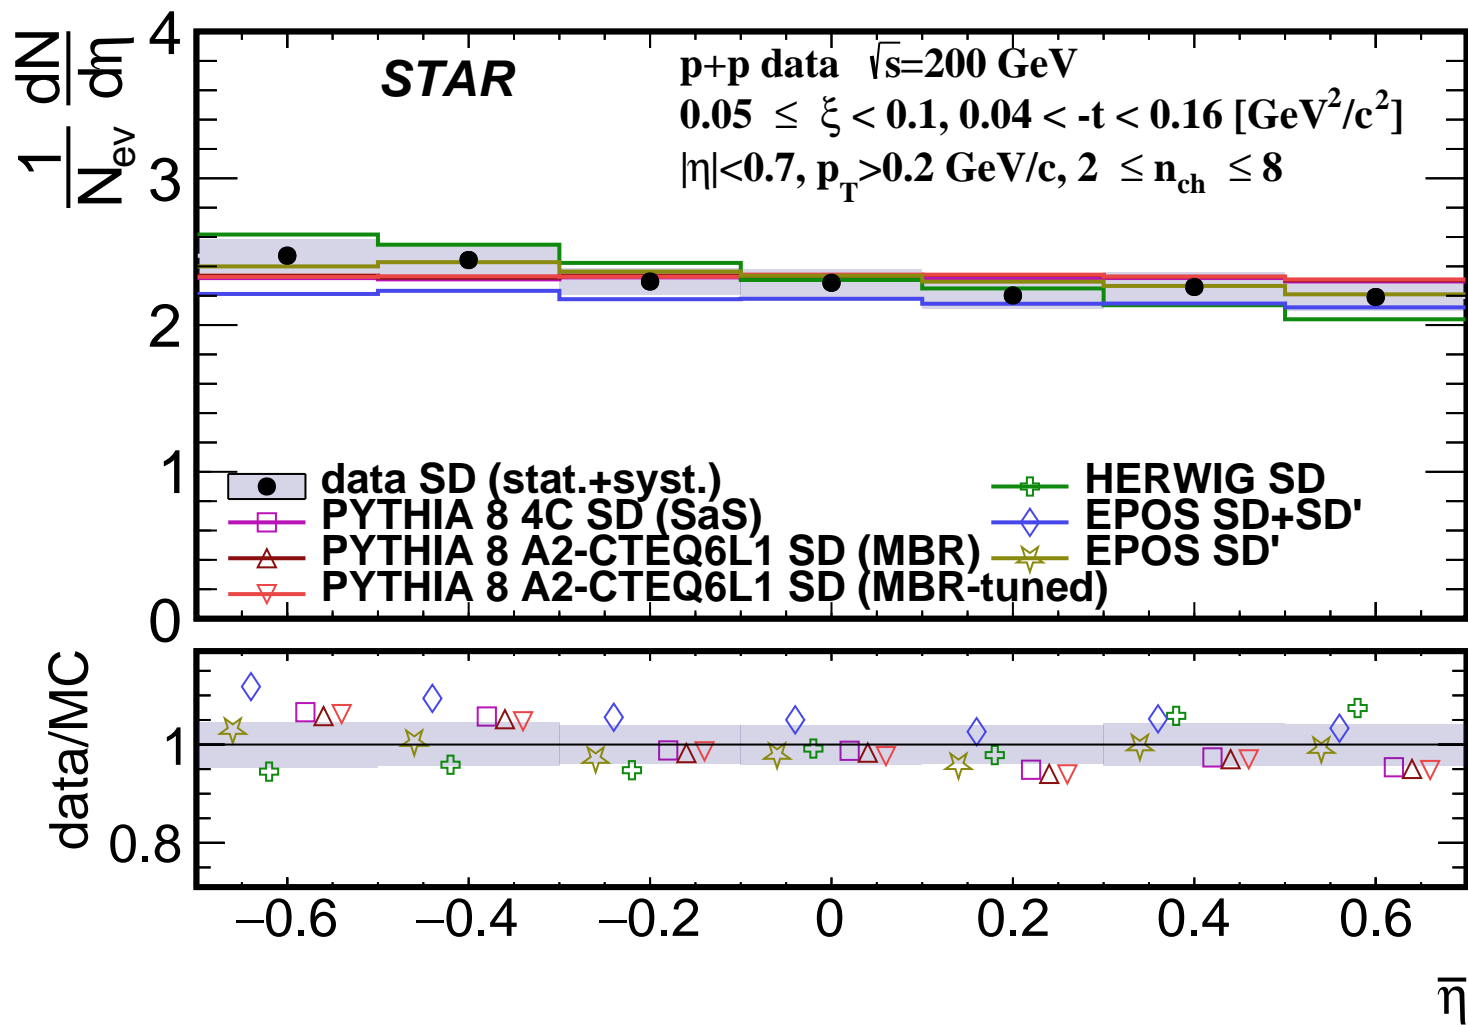 1/N_ev dN/dη
4
3
2
1
0
STAR
p+p data √s=200 GeV
0.05 ≤ ξ < 0.1, 0.04 < -t < 0.16 [GeV²/c²]
|η|<0.7, p_T>0.2 GeV/c, 2 ≤ n_ch ≤ 8
data SD (stat.+syst.)
PYTHIA 8 4C SD (SaS)
PYTHIA 8 A2-CTEQ6L1 SD (MBR)
PYTHIA 8 A2-CTEQ6L1 SD (MBR-tuned)
HERWIG SD
EPOS SD+SD'
EPOS SD'
data/MC
1
0.8
−0.6 −0.4 −0.2 0 0.2 0.4 0.6
η̅